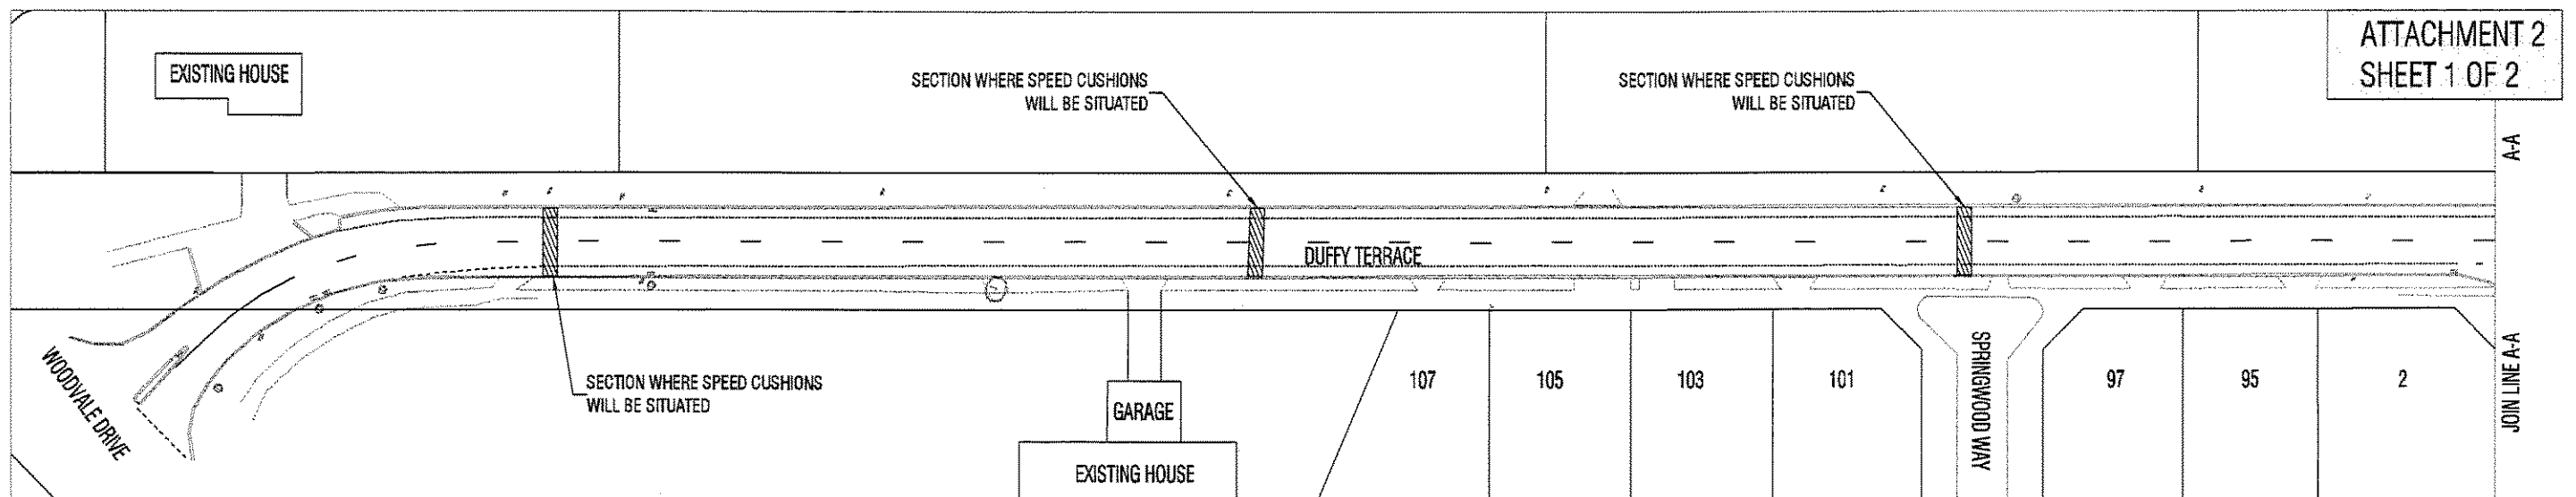 ATTACHMENT 2
SHEET 1 OF 2
EXISTING HOUSE
SECTION WHERE SPEED CUSHIONS
WILL BE SITUATED
SECTION WHERE SPEED CUSHIONS
WILL BE SITUATED
A-A
DUFFY TERRACE
WOODVALE DRIVE
SECTION WHERE SPEED CUSHIONS
WILL BE SITUATED
GARAGE
EXISTING HOUSE
107
105
103
101
SPRINGWOOD WAY
97
95
2
JOIN LINE A-A